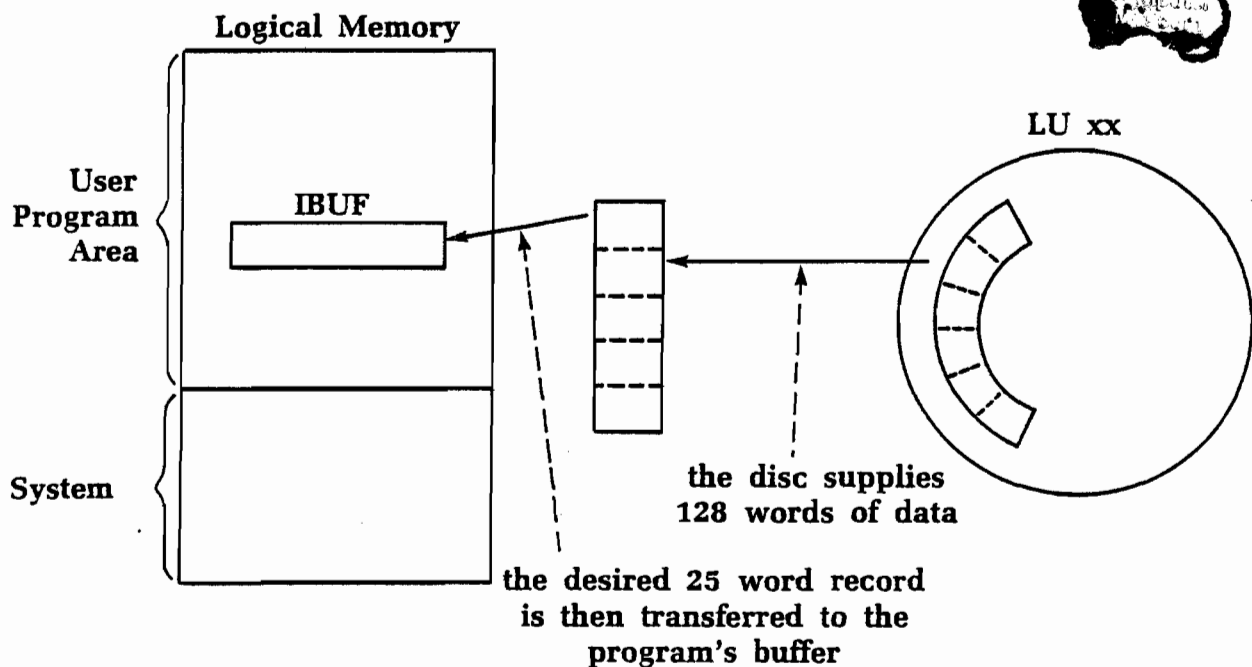 Logical Memory
LU xx
User
Program
Area
IBUF
System
the disc supplies
128 words of data
the desired 25 word record
is then transferred to the
program's buffer